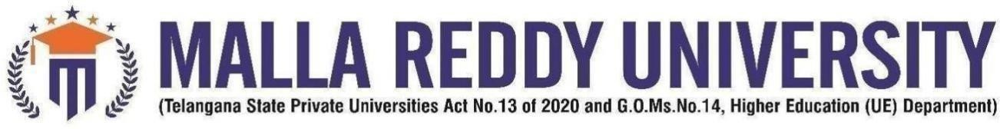 MALLA REDDY UNIVERSITY
(Telangana State Private Universities Act No.13 of 2020 and G.O.Ms.No.14, Higher Education (UE) Department)